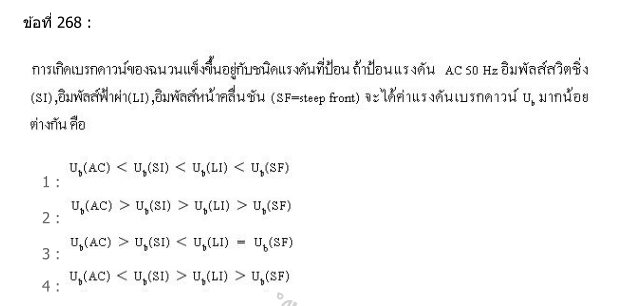 ข้อที่ 268 :
การเกิดเบรกดาวน์ของฉนวนแข็งขึ้นอยู่กับชนิดแรงดันที่ป้อน ถ้าป้อนแรงดัน AC 50 Hz อิมพัลส์สวิตชิ่ง
(SI),อิมพัลส์ฟ้าผ่า(LI),อิมพัลส์หน้าคลื่นชัน (SF=steep front) จะได้ค่าแรงดันเบรกดาวน์ U_b มากน้อย
ต่างกัน คือ
1 : U_b(AC) < U_b(SI) < U_b(LI) < U_b(SF)
2 : U_b(AC) > U_b(SI) > U_b(LI) > U_b(SF)
3 : U_b(AC) > U_b(SI) < U_b(LI) = U_b(SF)
4 : U_b(AC) < U_b(SI) > U_b(LI) > U_b(SF)